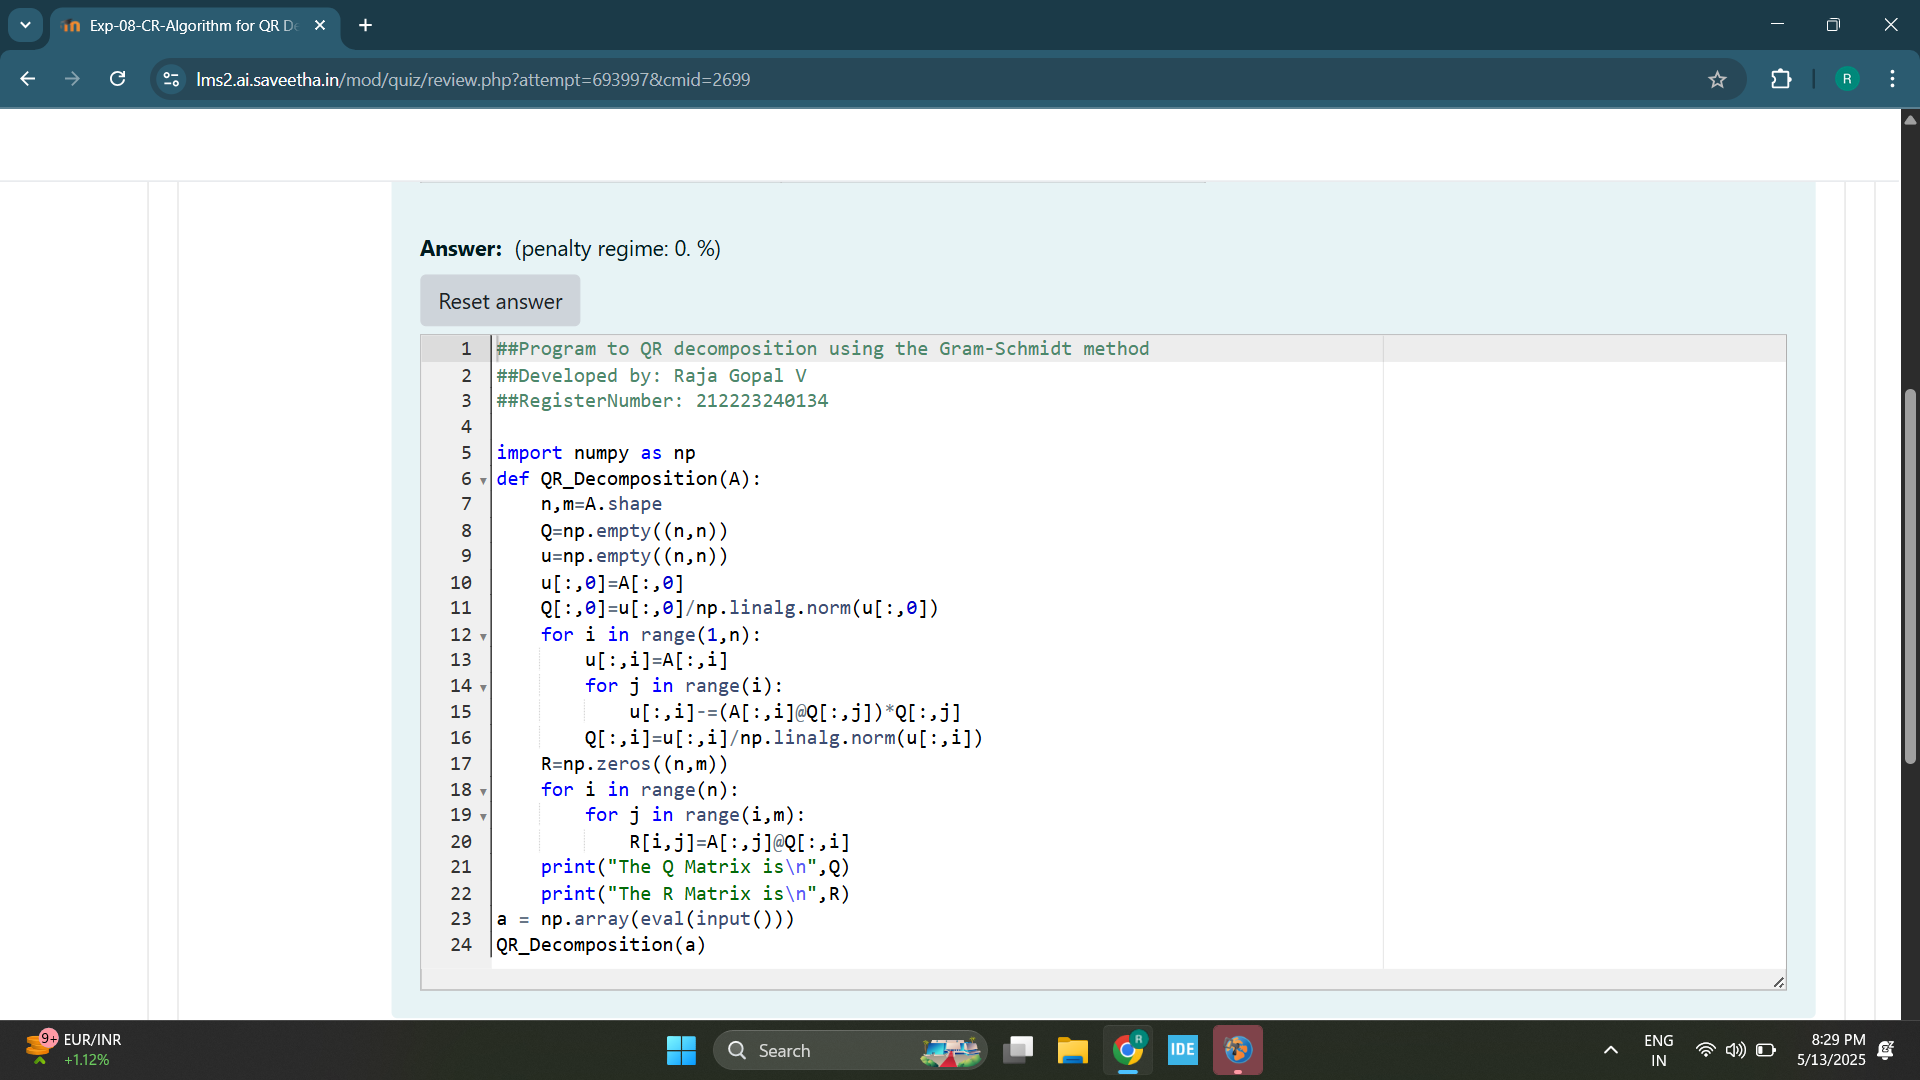 Exp-08-CR-Algorithm for QR De
lms2.ai.saveetha.in/mod/quiz/review.php?attempt=693997&cmid=2699
R
Answer: (penalty regime: 0. %)
Reset answer
1 ##Program to QR decomposition using the Gram-Schmidt method
2 ##Developed by: Raja Gopal V
3 ##RegisterNumber: 212223240134
4
5 import numpy as np
6 def QR_Decomposition(A):
7     n,m=A.shape
8     Q=np.empty((n,n))
9     u=np.empty((n,n))
10     u[:,0]=A[:,0]
11     Q[:,0]=u[:,0]/np.linalg.norm(u[:,0])
12     for i in range(1,n):
13         u[:,i]=A[:,i]
14         for j in range(i):
15             u[:,i]-=(A[:,i]@Q[:,j])*Q[:,j]
16         Q[:,i]=u[:,i]/np.linalg.norm(u[:,i])
17     R=np.zeros((n,m))
18     for i in range(n):
19         for j in range(i,m):
20             R[i,j]=A[:,j]@Q[:,i]
21     print("The Q Matrix is\n",Q)
22     print("The R Matrix is\n",R)
23 a = np.array(eval(input()))
24 QR_Decomposition(a)
9+ EUR/INR
+1.12%
Search
R
IDE
ENG
IN
8:29 PM
5/13/2025